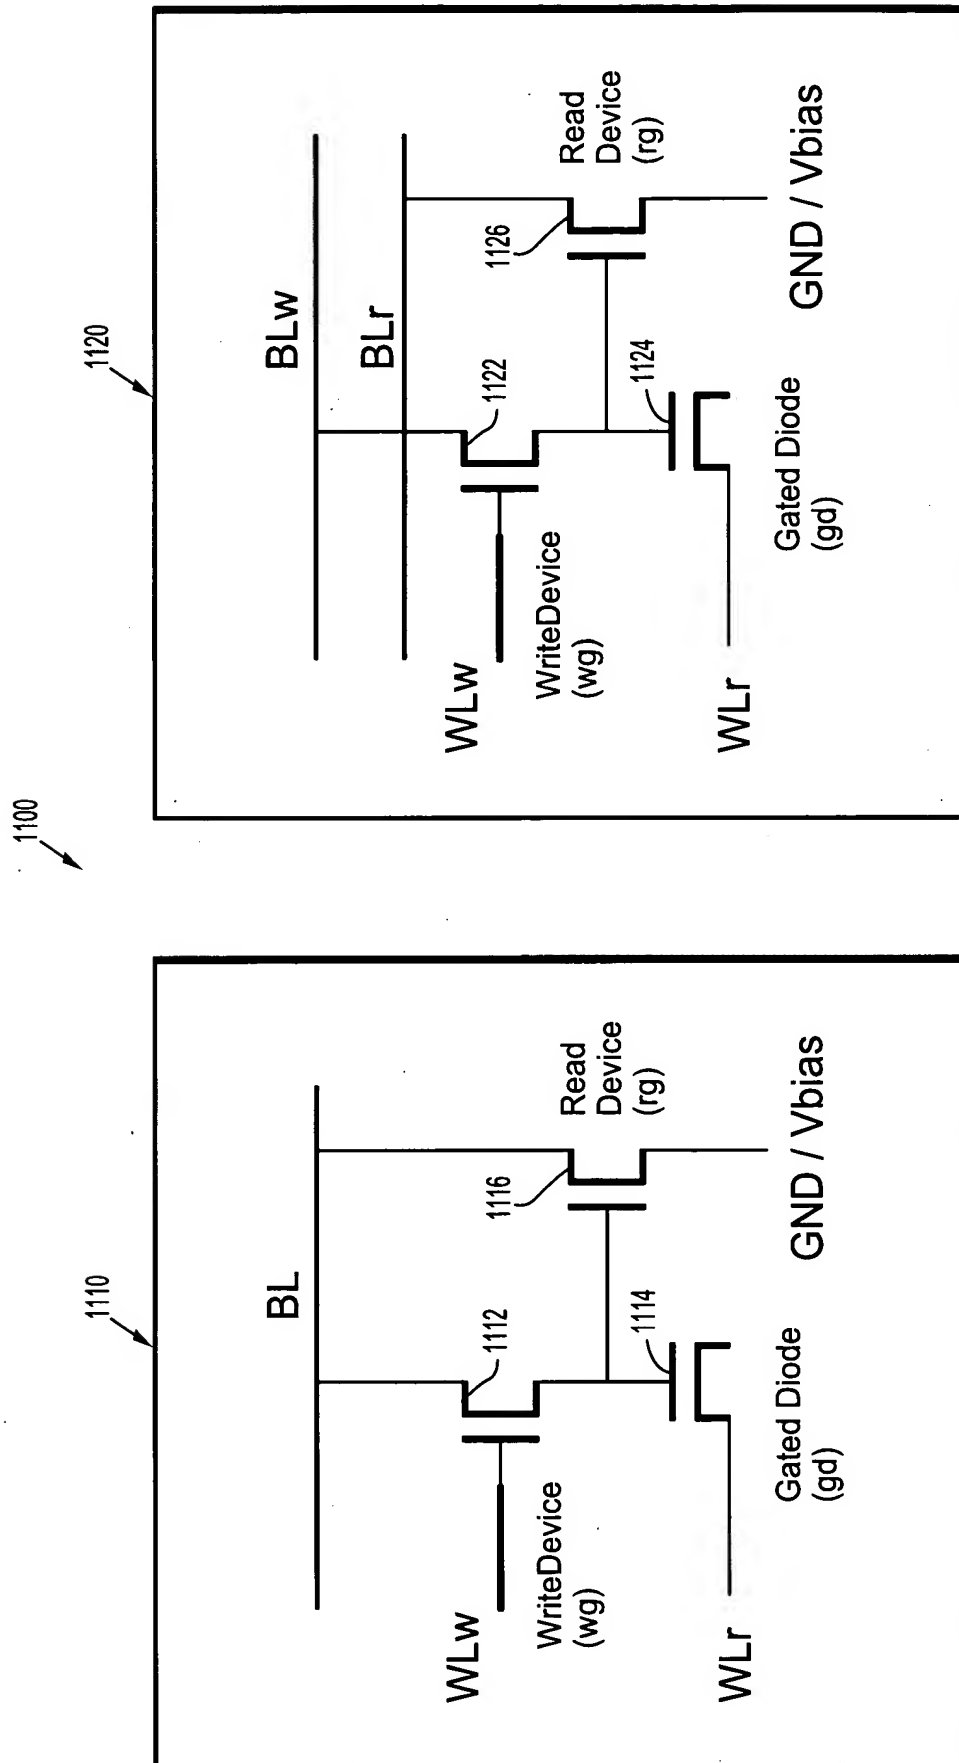 1100
1110
BL
1112
WLw
WriteDevice
(wg)
1116
Read
Device
(rg)
1114
WLr
Gated Diode
(gd)
GND / Vbias
1120
BLw
BLr
1122
WLw
WriteDevice
(wg)
1126
Read
Device
(rg)
1124
WLr
Gated Diode
(gd)
GND / Vbias